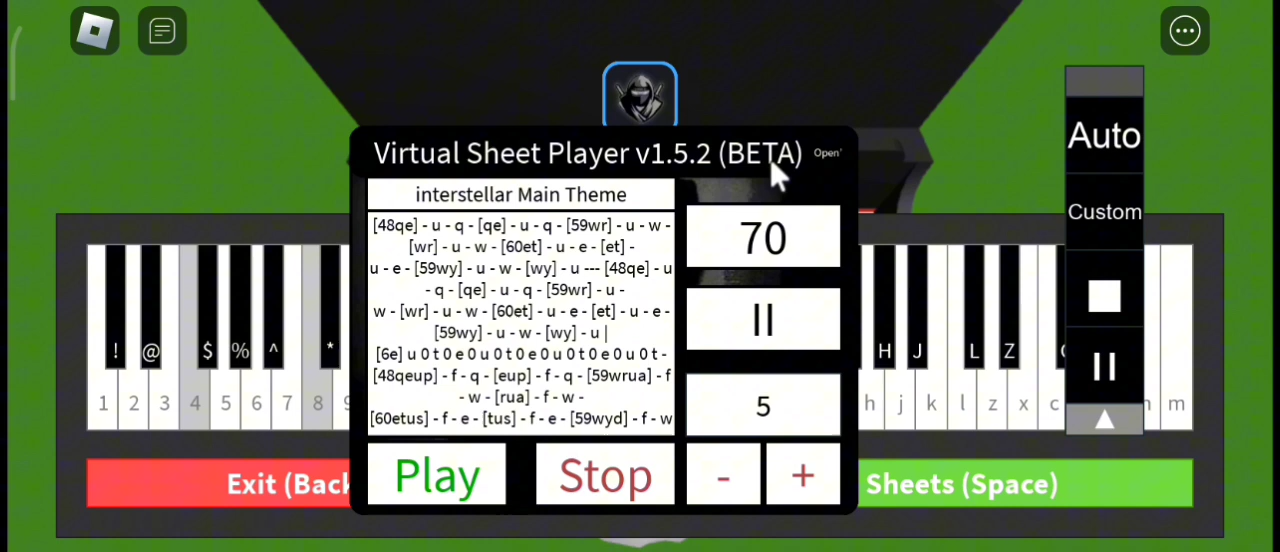 Virtual Sheet Player v1.5.2 (BETA)
Open'
interstellar Main Theme
[48qe] - u - q - [qe] - u - q - [59wr] - u - w -
[wr] - u - w - [60et] - u - e - [et] -
u - e - [59wy] - u - w - [wy] - u --- [48qe] - u
- q - [qe] - u - q - [59wr] - u -
w - [wr] - u - w - [60et] - u - e - [et] - u - e -
[59wy] - u - w - [wy] - u |
[6e] u 0 t 0 e 0 u 0 t 0 e 0 u 0 t 0 e 0 u 0 t -
[48qeup] - f - q - [eup] - f - q - [59wrua] - f
- w - [rua] - f - w -
[60etus] - f - e - [tus] - f - e - [59wyd] - f - w
70
5
Play
Stop
-
+
Auto
Custom
! @ $ % ^ *
H J L Z
1 2 3 4 5 6 7 8
h j k l z x c m
Exit (Back
Sheets (Space)